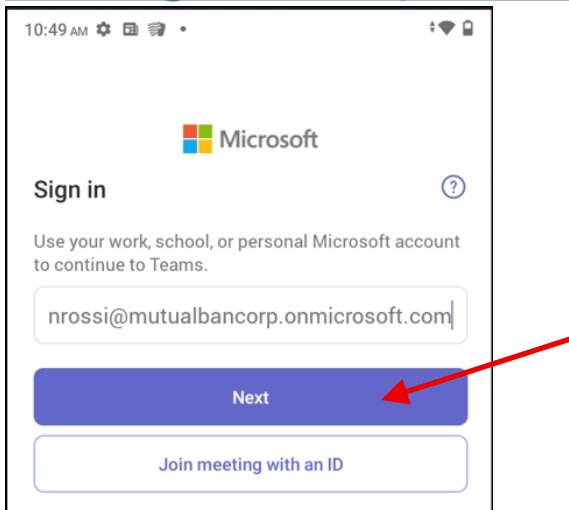 10:49 AM
Microsoft
Sign in
?
Use your work, school, or personal Microsoft account
to continue to Teams.
nrossi@mutualbancorp.onmicrosoft.com
Next
Join meeting with an ID